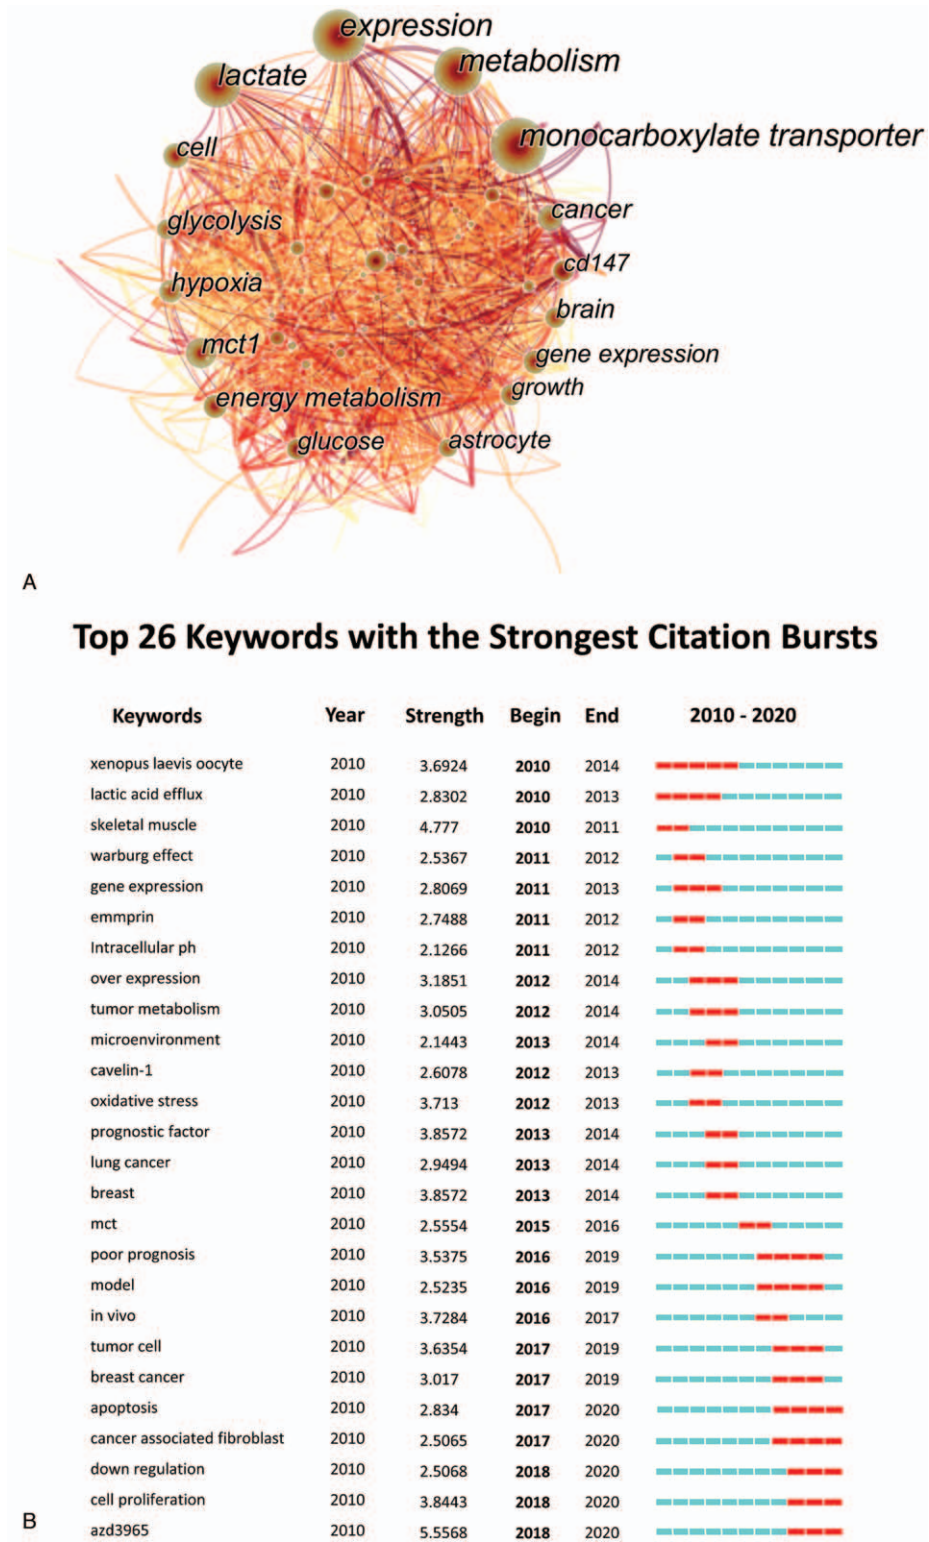 expression
metabolism
lactate
monocarboxylate transporter
cell
cancer
glycolysis
cd147
hypoxia
brain
mct1
gene expression
growth
energy metabolism
glucose
astrocyte
A
Top 26 Keywords with the Strongest Citation Bursts
Keywords Year Strength Begin End 2010 - 2020
xenopus laevis oocyte 2010 3.6924 2010 2014
lactic acid efflux 2010 2.8302 2010 2013
skeletal muscle 2010 4.777 2010 2011
warburg effect 2010 2.5367 2011 2012
gene expression 2010 2.8069 2011 2013
emmprin 2010 2.7488 2011 2012
Intracellular ph 2010 2.1266 2011 2012
over expression 2010 3.1851 2012 2014
tumor metabolism 2010 3.0505 2012 2014
microenvironment 2010 2.1443 2013 2014
cavelin-1 2010 2.6078 2012 2013
oxidative stress 2010 3.713 2012 2013
prognostic factor 2010 3.8572 2013 2014
lung cancer 2010 2.9494 2013 2014
breast 2010 3.8572 2013 2014
mct 2010 2.5554 2015 2016
poor prognosis 2010 3.5375 2016 2019
model 2010 2.5235 2016 2019
in vivo 2010 3.7284 2016 2017
tumor cell 2010 3.6354 2017 2019
breast cancer 2010 3.017 2017 2019
apoptosis 2010 2.834 2017 2020
cancer associated fibroblast 2010 2.5065 2017 2020
down regulation 2010 2.5068 2018 2020
cell proliferation 2010 3.8443 2018 2020
azd3965 2010 5.5568 2018 2020
B